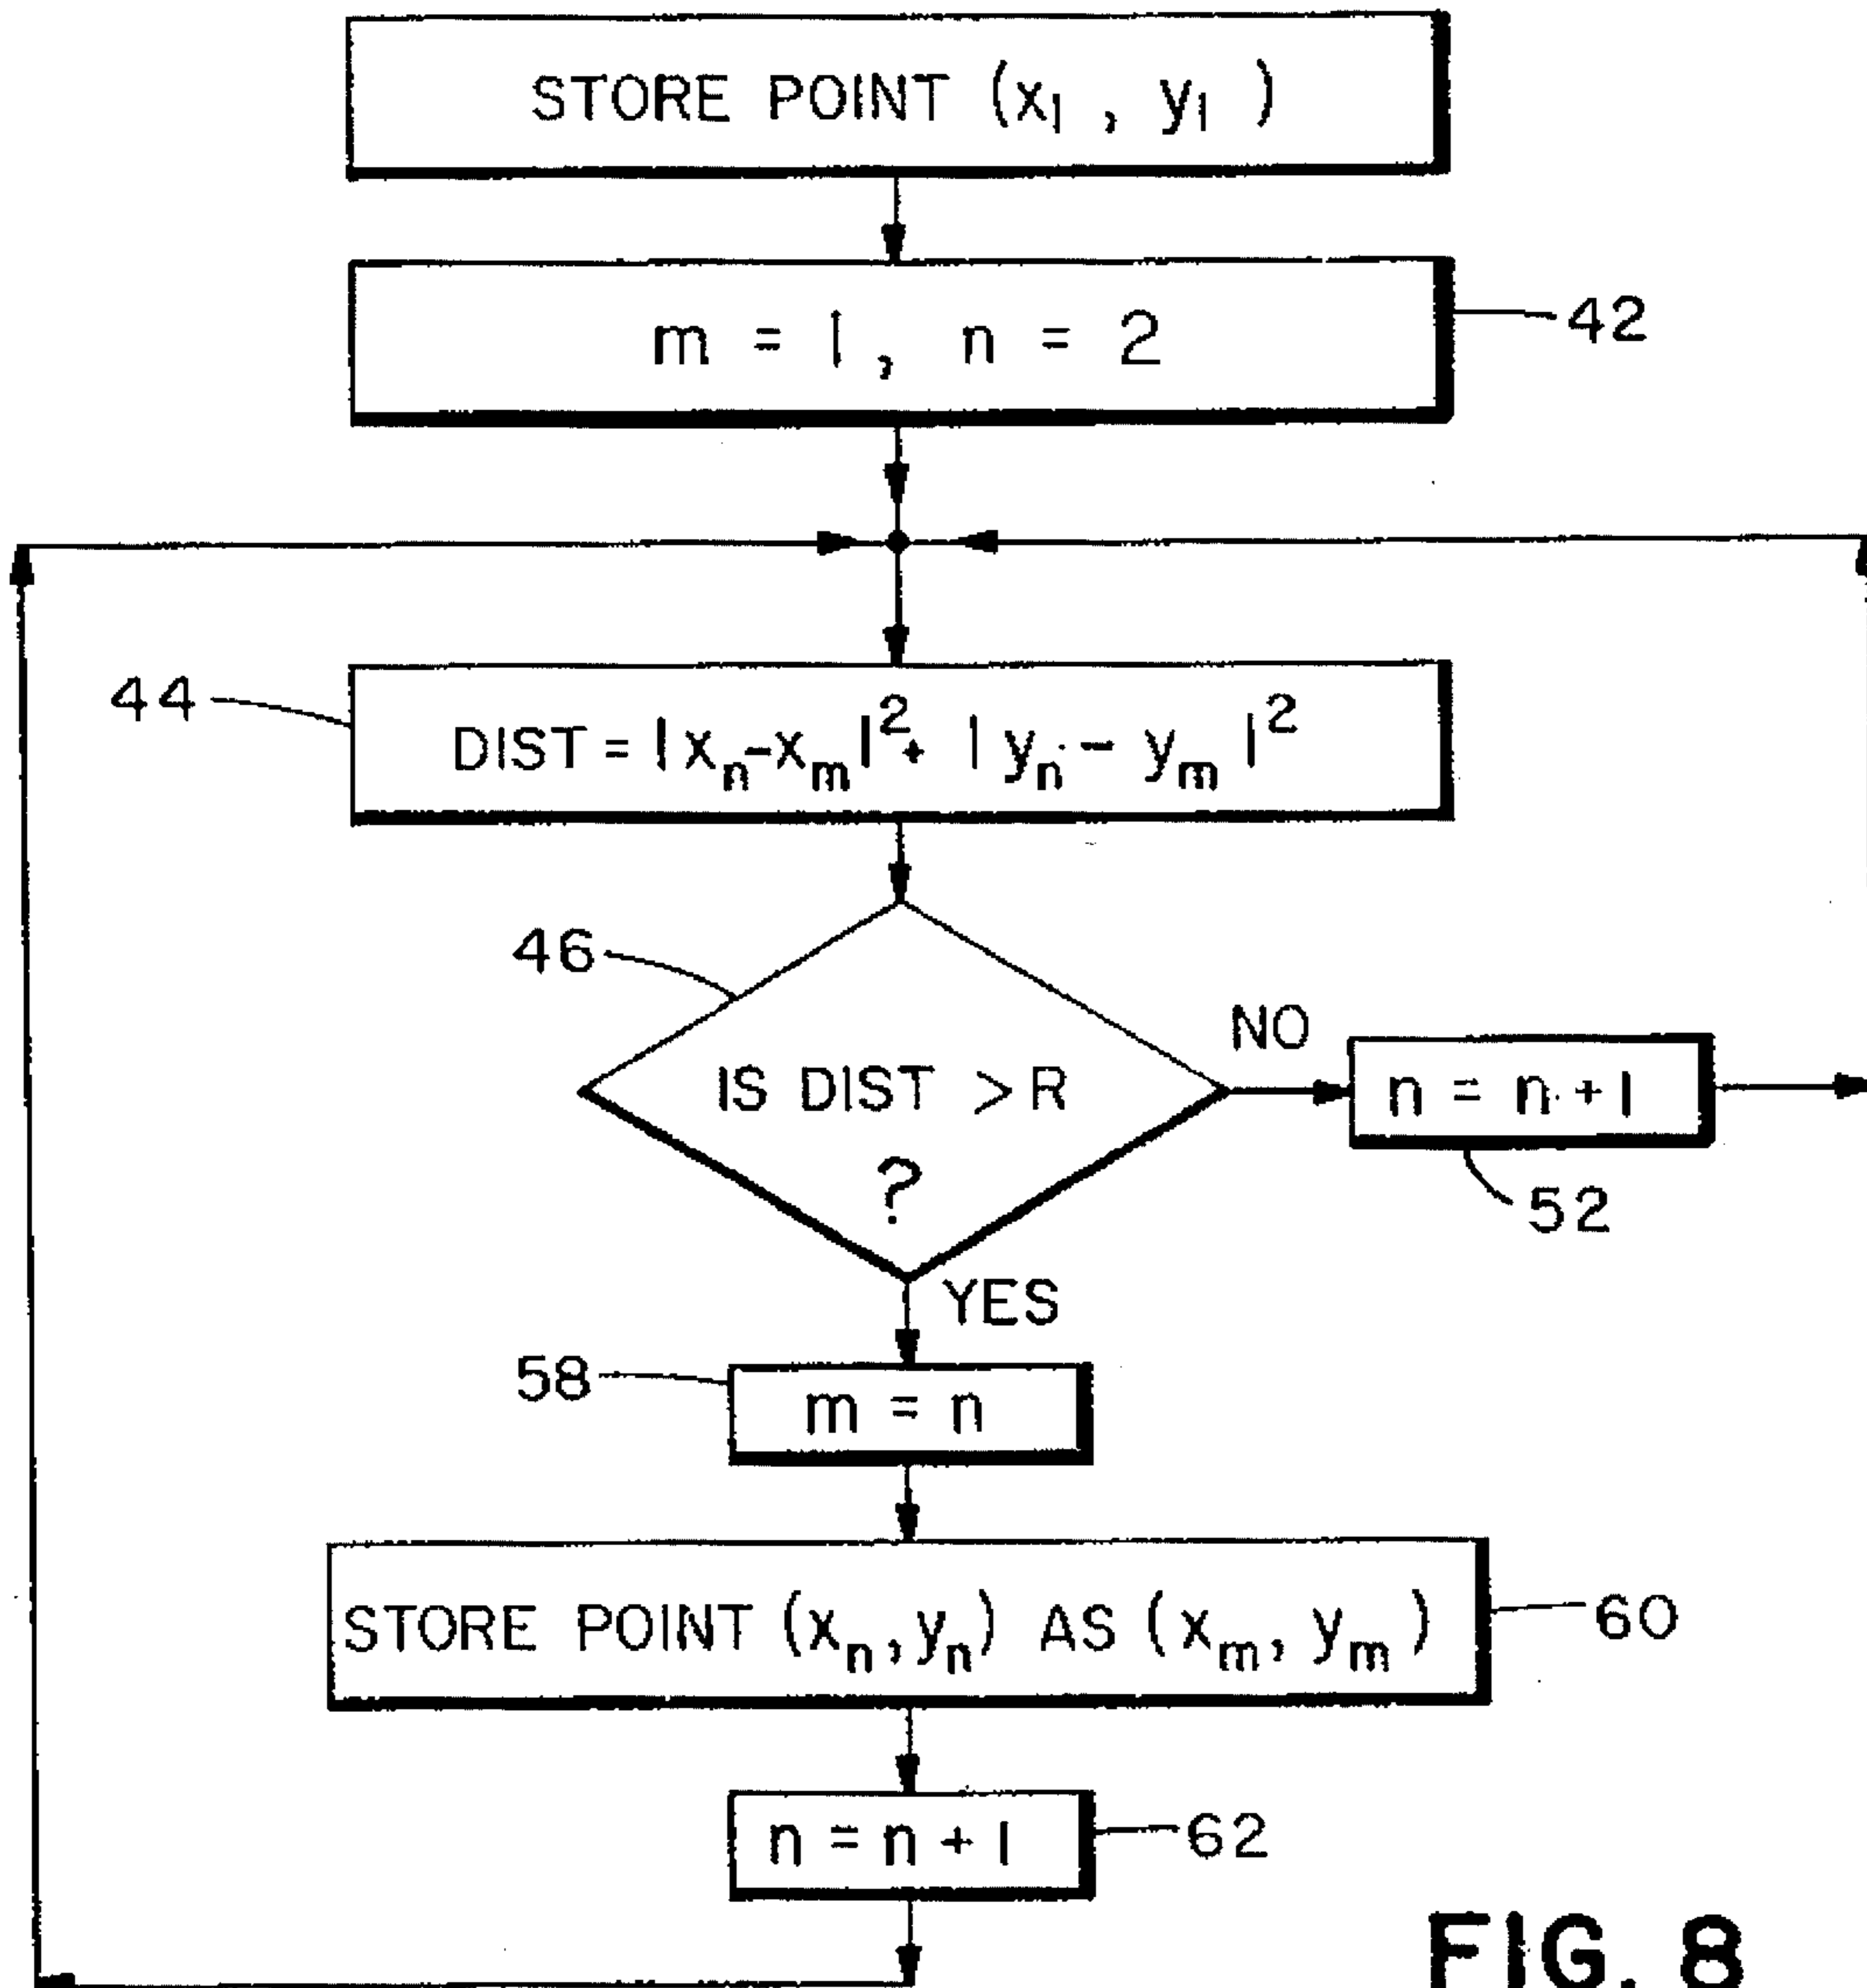 STORE POINT (x₁ , y₁ )
m = 1 , n = 2
42
44
DIST = |xₙ-xₘ|²+ |yₙ- yₘ|²
46
NO
IS DIST > R
?
n = n + 1
52
YES
58
m = n
STORE POINT (xₙ,yₙ) AS (xₘ, yₘ)
60
n = n + 1
62
FIG. 8